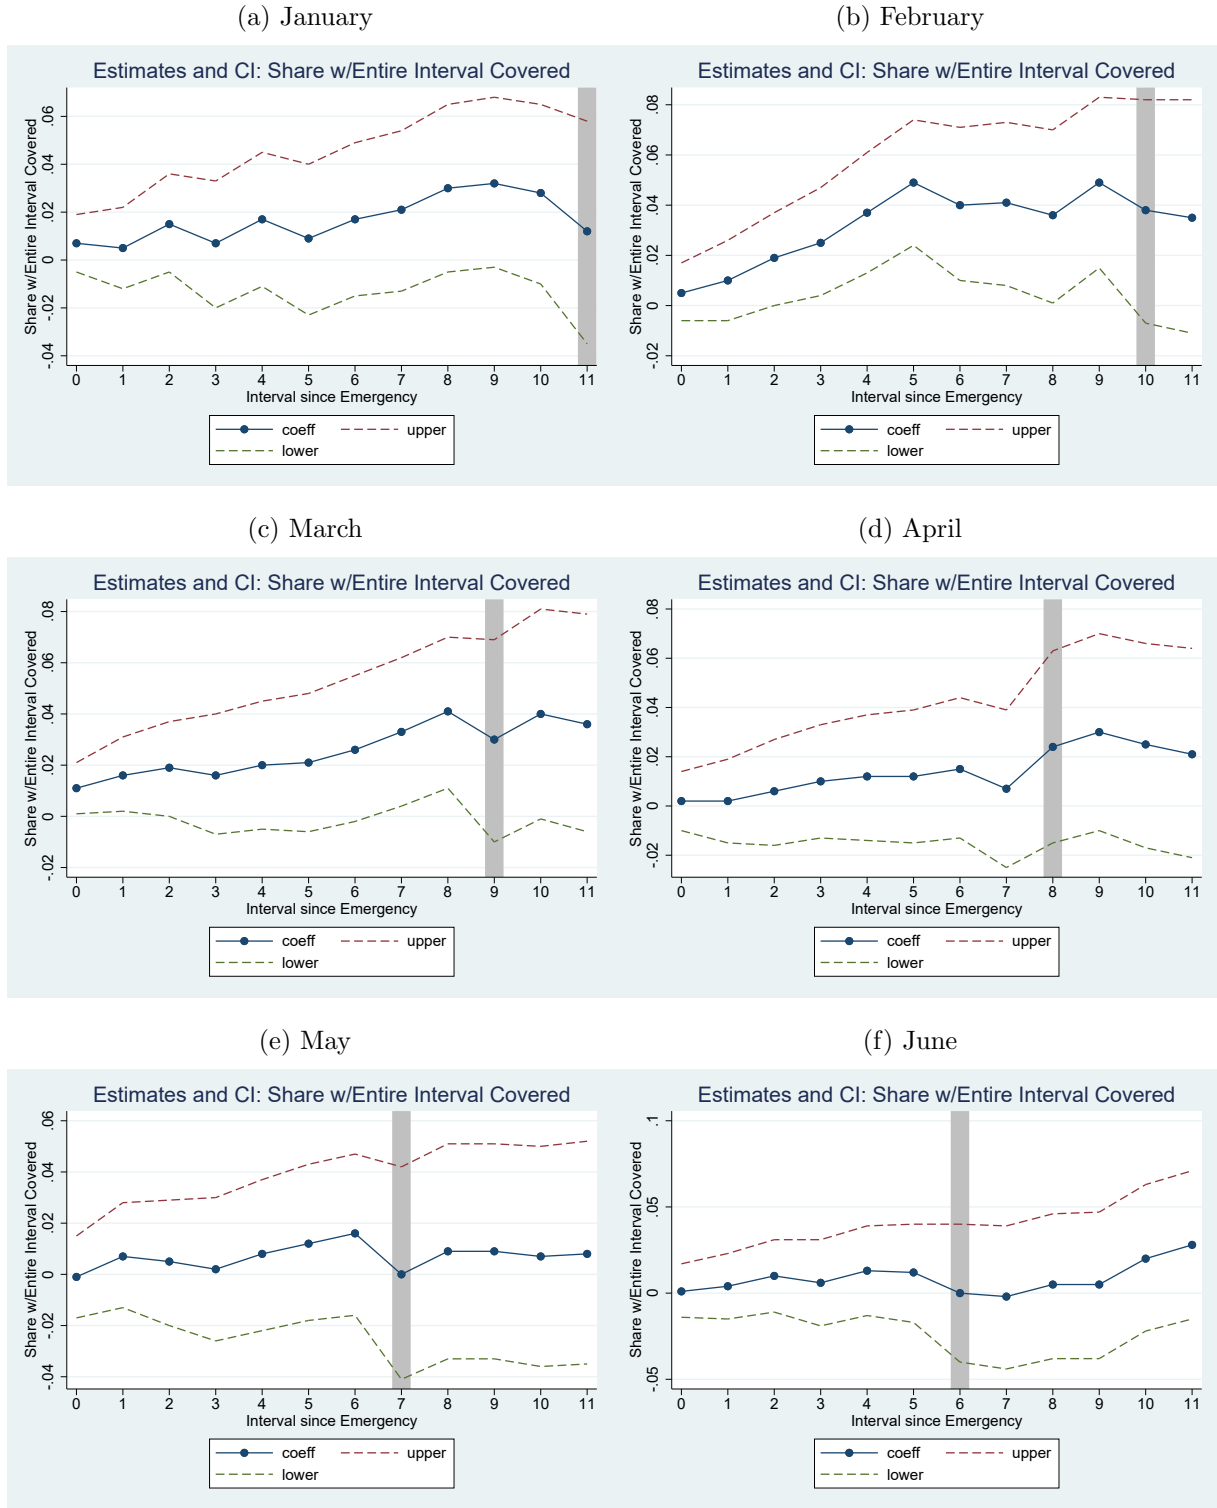 (a) January
(b) February
Estimates and CI: Share w/Entire Interval Covered
Share w/Entire Interval Covered
.06
.04
.02
0
-.02
-.04
0 1 2 3 4 5 6 7 8 9 10 11
Interval since Emergency
coeff upper
lower
Estimates and CI: Share w/Entire Interval Covered
Share w/Entire Interval Covered
.08
.06
.04
.02
0
-.02
0 1 2 3 4 5 6 7 8 9 10 11
Interval since Emergency
coeff upper
lower
(c) March
(d) April
Estimates and CI: Share w/Entire Interval Covered
Share w/Entire Interval Covered
.08
.06
.04
.02
0
-.02
0 1 2 3 4 5 6 7 8 9 10 11
Interval since Emergency
coeff upper
lower
Estimates and CI: Share w/Entire Interval Covered
Share w/Entire Interval Covered
.08
.06
.04
.02
0
-.02
0 1 2 3 4 5 6 7 8 9 10 11
Interval since Emergency
coeff upper
lower
(e) May
(f) June
Estimates and CI: Share w/Entire Interval Covered
Share w/Entire Interval Covered
.06
.04
.02
0
-.02
-.04
0 1 2 3 4 5 6 7 8 9 10 11
Interval since Emergency
coeff upper
lower
Estimates and CI: Share w/Entire Interval Covered
Share w/Entire Interval Covered
.1
.05
0
-.05
0 1 2 3 4 5 6 7 8 9 10 11
Interval since Emergency
coeff upper
lower